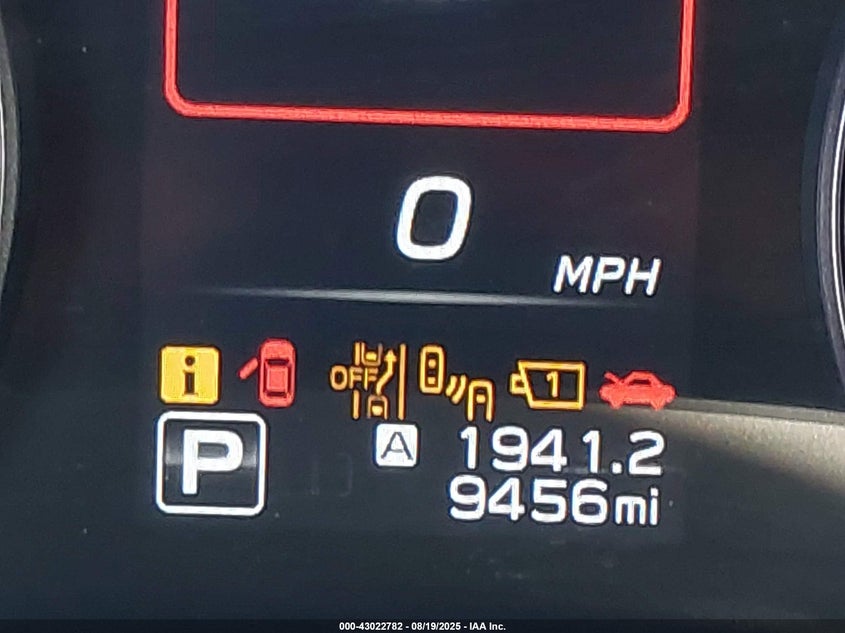 0
MPH
i
OFF
1
P
A 1941.2
9456mi
000-43022782 - 08/19/2025 - IAA Inc.